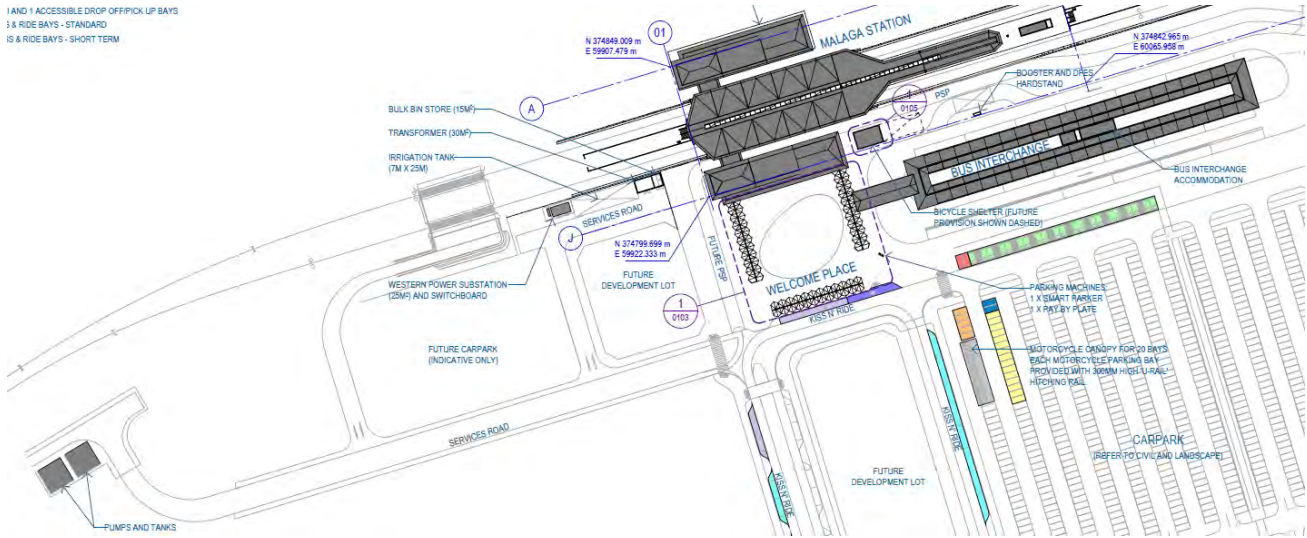 1 AND 1 ACCESSIBLE DROP OFF/PICK UP BAYS
& RIDE BAYS - STANDARD
& RIDE BAYS - SHORT TERM
N 374849.009 m
E 59907.479 m
01
MALAGA STATION
N 374842.965 m
E 60065.958 m
A
BULK BIN STORE (15M²)
TRANSFORMER (30M²)
IRRIGATION TANK
(7M X 25M)
1
0105
PSP
BOOSTER AND DFES
HARDSTAND
BUS INTERCHANGE
BUS INTERCHANGE
ACCOMMODATION
SERVICES ROAD
J
N 374799.699 m
E 59922.333 m
FUTURE PSP
BICYCLE SHELTER (FUTURE
PROVISION SHOWN DASHED)
WESTERN POWER SUBSTATION
(25M²) AND SWITCHBOARD
FUTURE
DEVELOPMENT LOT
WELCOME PLACE
1
0103
KISS N' RIDE
PARKING MACHINES:
1 X SMART PARKER
1 X PAY BY PLATE
FUTURE CARPARK
(INDICATIVE ONLY)
MOTORCYCLE CANOPY FOR 20 BAYS
EACH MOTORCYCLE PARKING BAY
PROVIDED WITH 300MM HIGH 'U-RAIL'
HITCHING RAIL
SERVICES ROAD
KISS N' RIDE
CARPARK
(REFER TO CIVIL AND LANDSCAPE)
FUTURE
DEVELOPMENT LOT
KISS N' RIDE
PUMPS AND TANKS